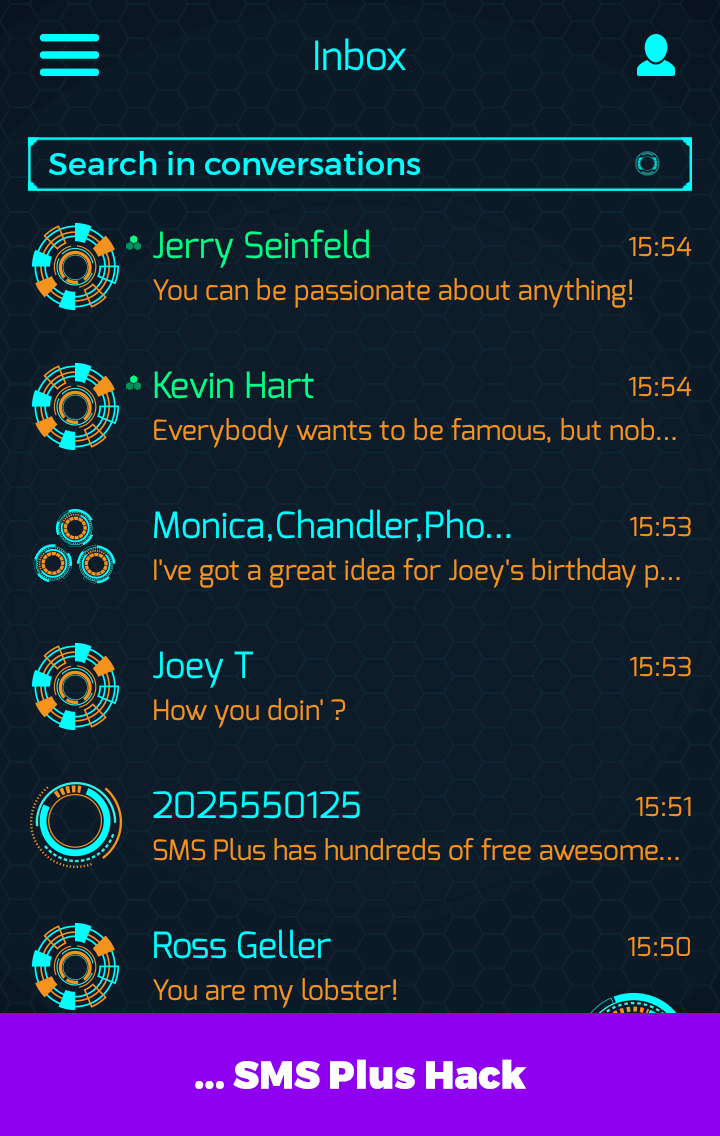 Inbox
Search in conversations
Jerry Seinfeld 15:54
You can be passionate about anything!
Kevin Hart 15:54
Everybody wants to be famous, but nob...
Monica,Chandler,Pho... 15:53
I've got a great idea for Joey's birthday p...
Joey T 15:53
How you doin' ?
2025550125 15:51
SMS Plus has hundreds of free awesome...
Ross Geller 15:50
You are my lobster!
... SMS Plus Hack